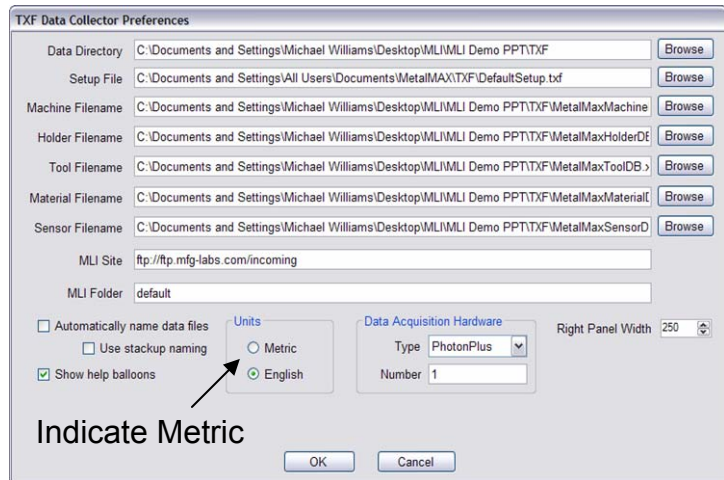 TXF Data Collector Preferences
Data Directory C:\Documents and Settings\Michael Williams\Desktop\MLI\MLI Demo PPT\TXF Browse
Setup File C:\Documents and Settings\All Users\Documents\MetalMAX\TXF\DefaultSetup.txf Browse
Machine Filename C:\Documents and Settings\Michael Williams\Desktop\MLI\MLI Demo PPT\TXF\MetalMaxMachine Browse
Holder Filename C:\Documents and Settings\Michael Williams\Desktop\MLI\MLI Demo PPT\TXF\MetalMaxHolderDE Browse
Tool Filename C:\Documents and Settings\Michael Williams\Desktop\MLI\MLI Demo PPT\TXF\MetalMaxToolDB.x Browse
Material Filename C:\Documents and Settings\Michael Williams\Desktop\MLI\MLI Demo PPT\TXF\MetalMaxMaterial Browse
Sensor Filename C:\Documents and Settings\Michael Williams\Desktop\MLI\MLI Demo PPT\TXF\MetalMaxSensorD Browse
MLI Site ftp://ftp.mfg-labs.com/incoming
MLI Folder default
Automatically name data files
Use stackup naming
Show help balloons
Units
Metric
English
Data Acquisition Hardware
Type PhotonPlus
Number 1
Right Panel Width 250
Indicate Metric
OK Cancel